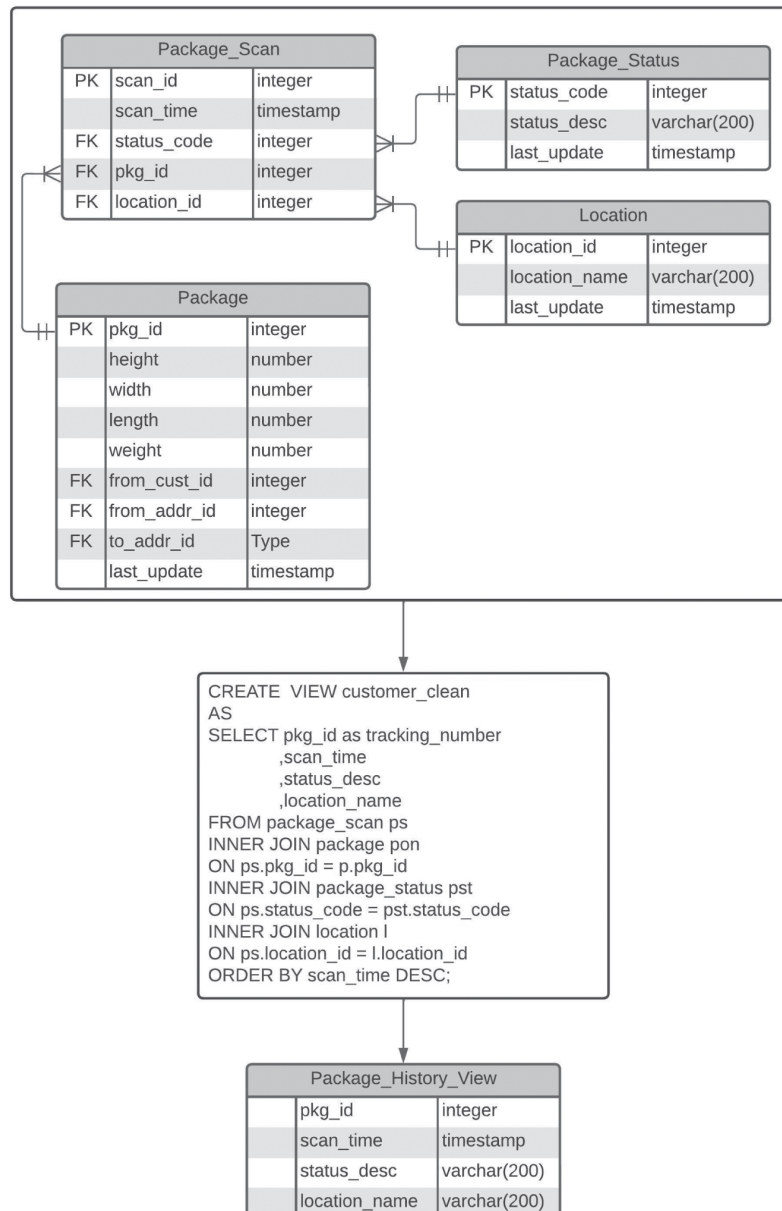 Package_Scan
PK scan_id integer
scan_time timestamp
FK status_code integer
FK pkg_id integer
FK location_id integer
Package_Status
PK status_code integer
status_desc varchar(200)
last_update timestamp
Location
PK location_id integer
location_name varchar(200)
last_update timestamp
Package
PK pkg_id integer
height number
width number
length number
weight number
FK from_cust_id integer
FK from_addr_id integer
FK to_addr_id Type
last_update timestamp
CREATE VIEW customer_clean
AS
SELECT pkg_id as tracking_number
,scan_time
,status_desc
,location_name
FROM package_scan ps
INNER JOIN package pon
ON ps.pkg_id = p.pkg_id
INNER JOIN package_status pst
ON ps.status_code = pst.status_code
INNER JOIN location l
ON ps.location_id = l.location_id
ORDER BY scan_time DESC;
Package_History_View
pkg_id integer
scan_time timestamp
status_desc varchar(200)
location_name varchar(200)